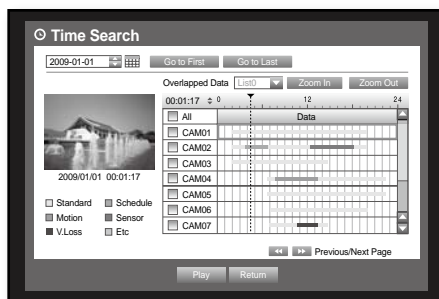 Time Search
2009-01-01
Go to First
Go to Last
Overlapped Data
List0
Zoom In
Zoom Out
00:01:17
0
12
24
All
Data
CAM01
CAM02
CAM03
CAM04
CAM05
CAM06
CAM07
2009/01/01 00:01:17
Standard
Schedule
Motion
Sensor
V.Loss
Etc
Previous/Next Page
Play
Return